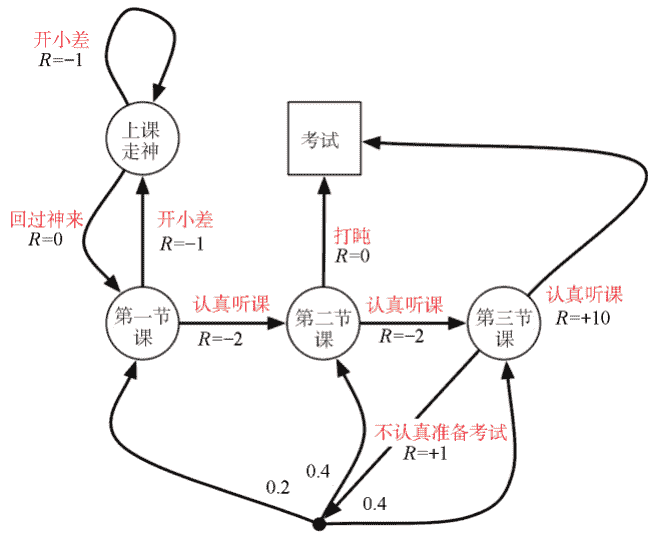 开小差
R=−1
上课
走神
考试
回过神来
R=0
开小差
R=−1
打盹
R=0
第一节
课
认真听课
R=−2
第二节
课
认真听课
R=−2
第三节
课
认真听课
R=+10
不认真准备考试
R=+1
0.2
0.4
0.4